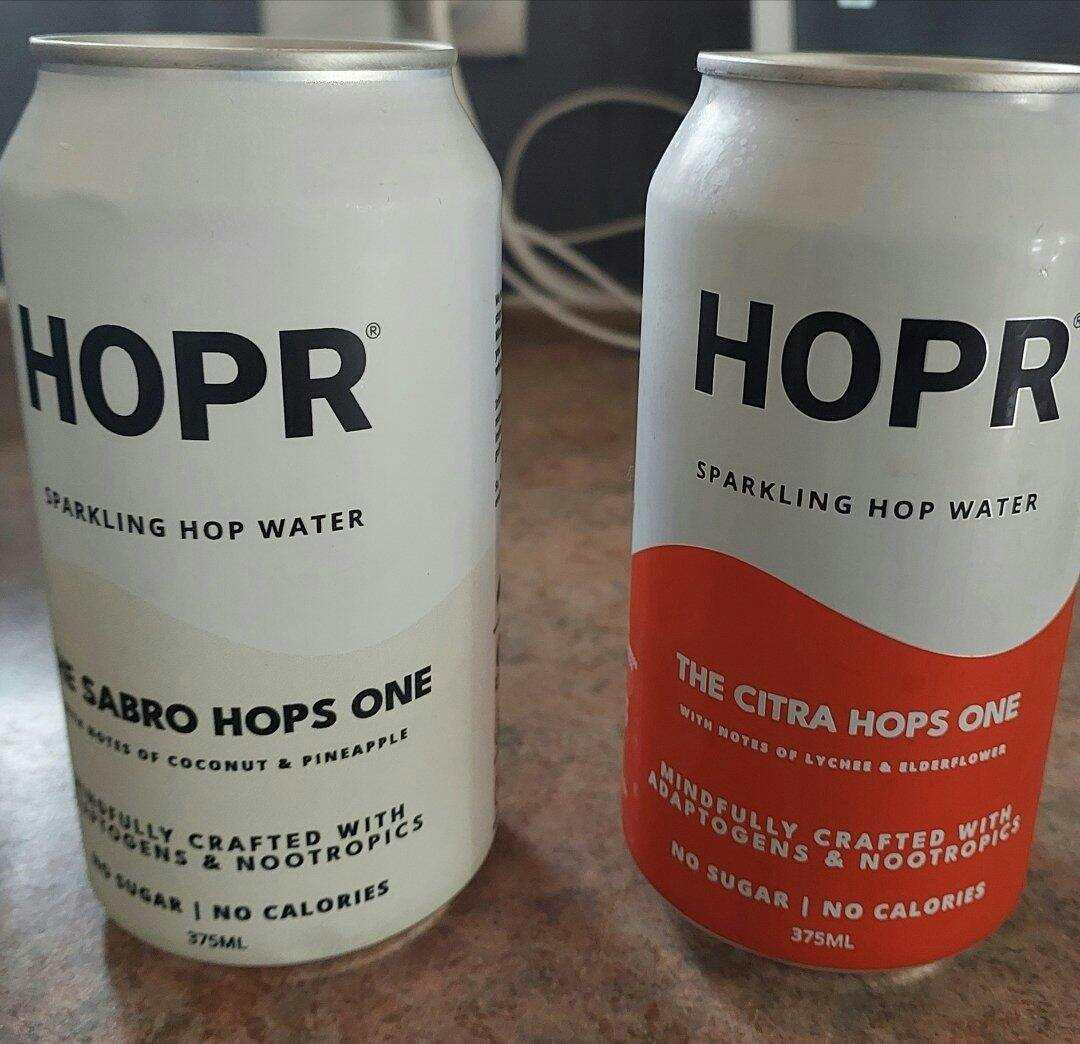 HOPR®
SPARKLING HOP WATER
SABRO HOPS ONE
NOTES OF COCONUT & PINEAPPLE
CRAFTED WITH
& NOOTROPICS
SUGAR | NO CALORIES
375ML
HOPR®
SPARKLING HOP WATER
THE CITRA HOPS ONE
WITH NOTES OF LYCHEE & ELDERFLOWER
MINDFULLY CRAFTED WITH
ADAPTOGENS & NOOTROPICS
NO SUGAR | NO CALORIES
375ML